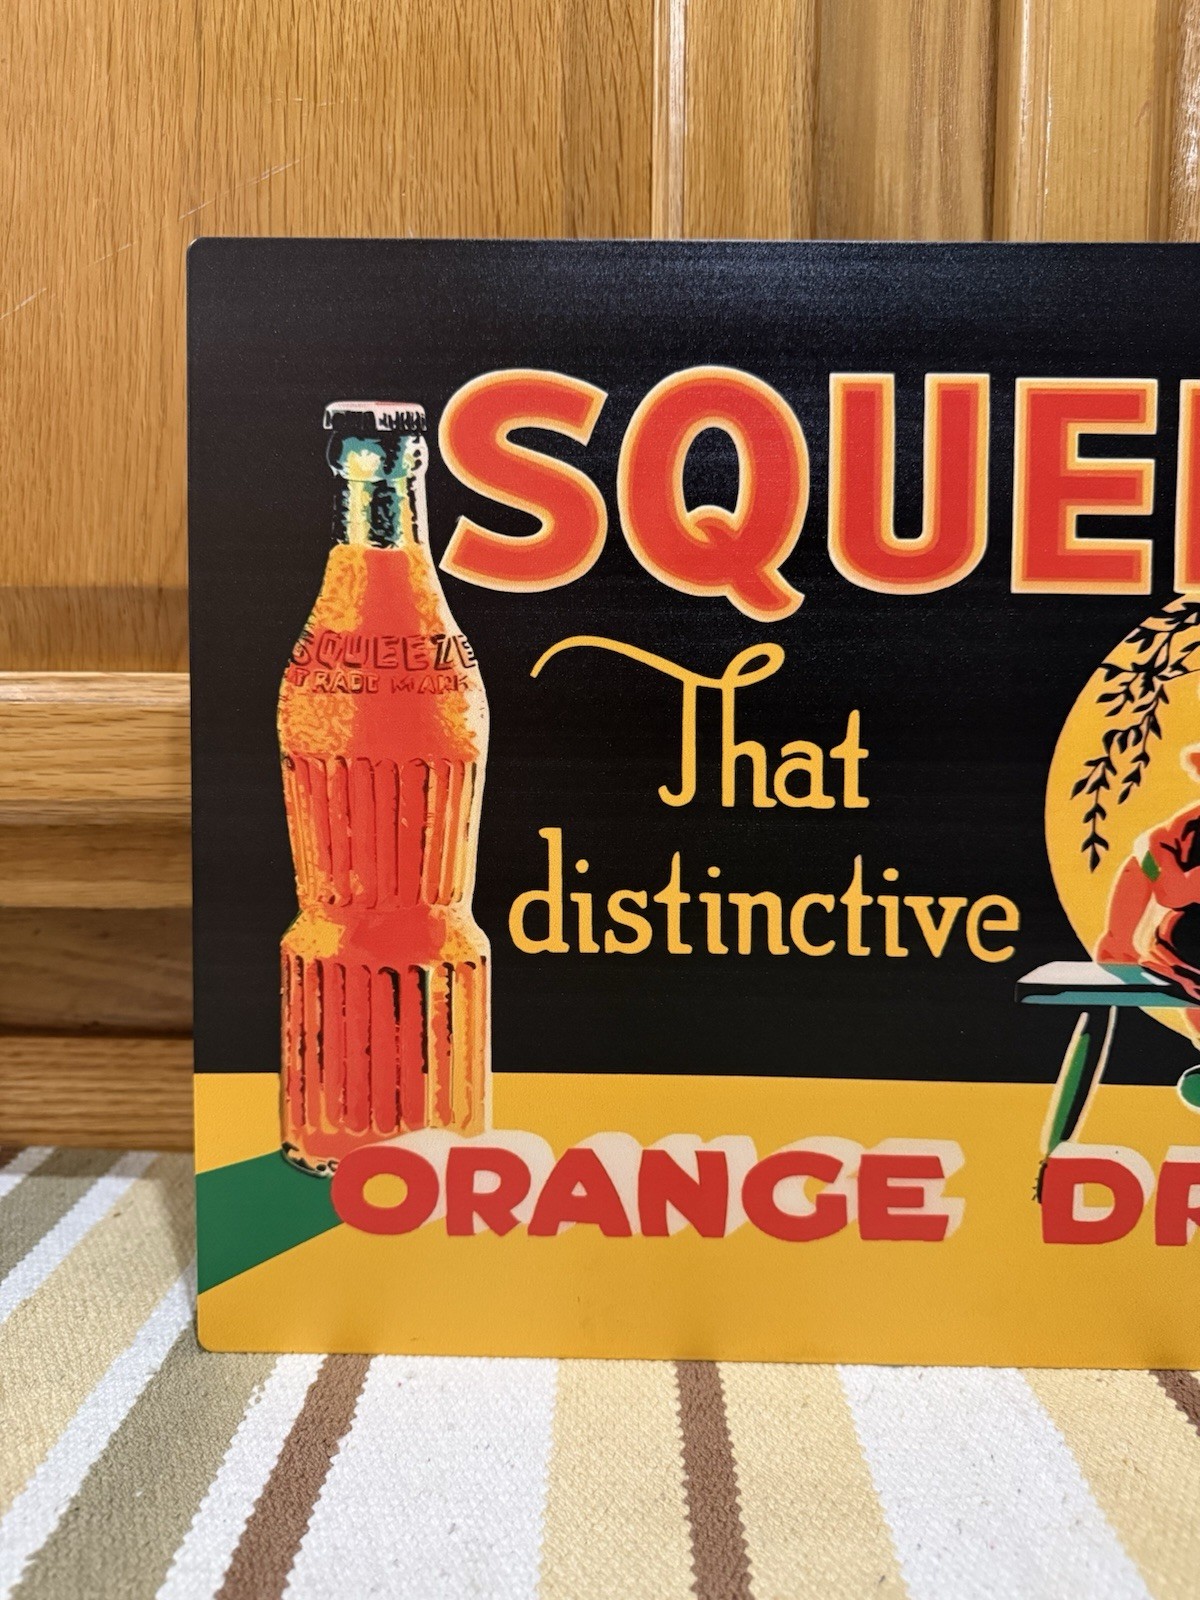 SQUEE
SQUEEZE
TRADE MARK
That
distinctive
ORANGE DR